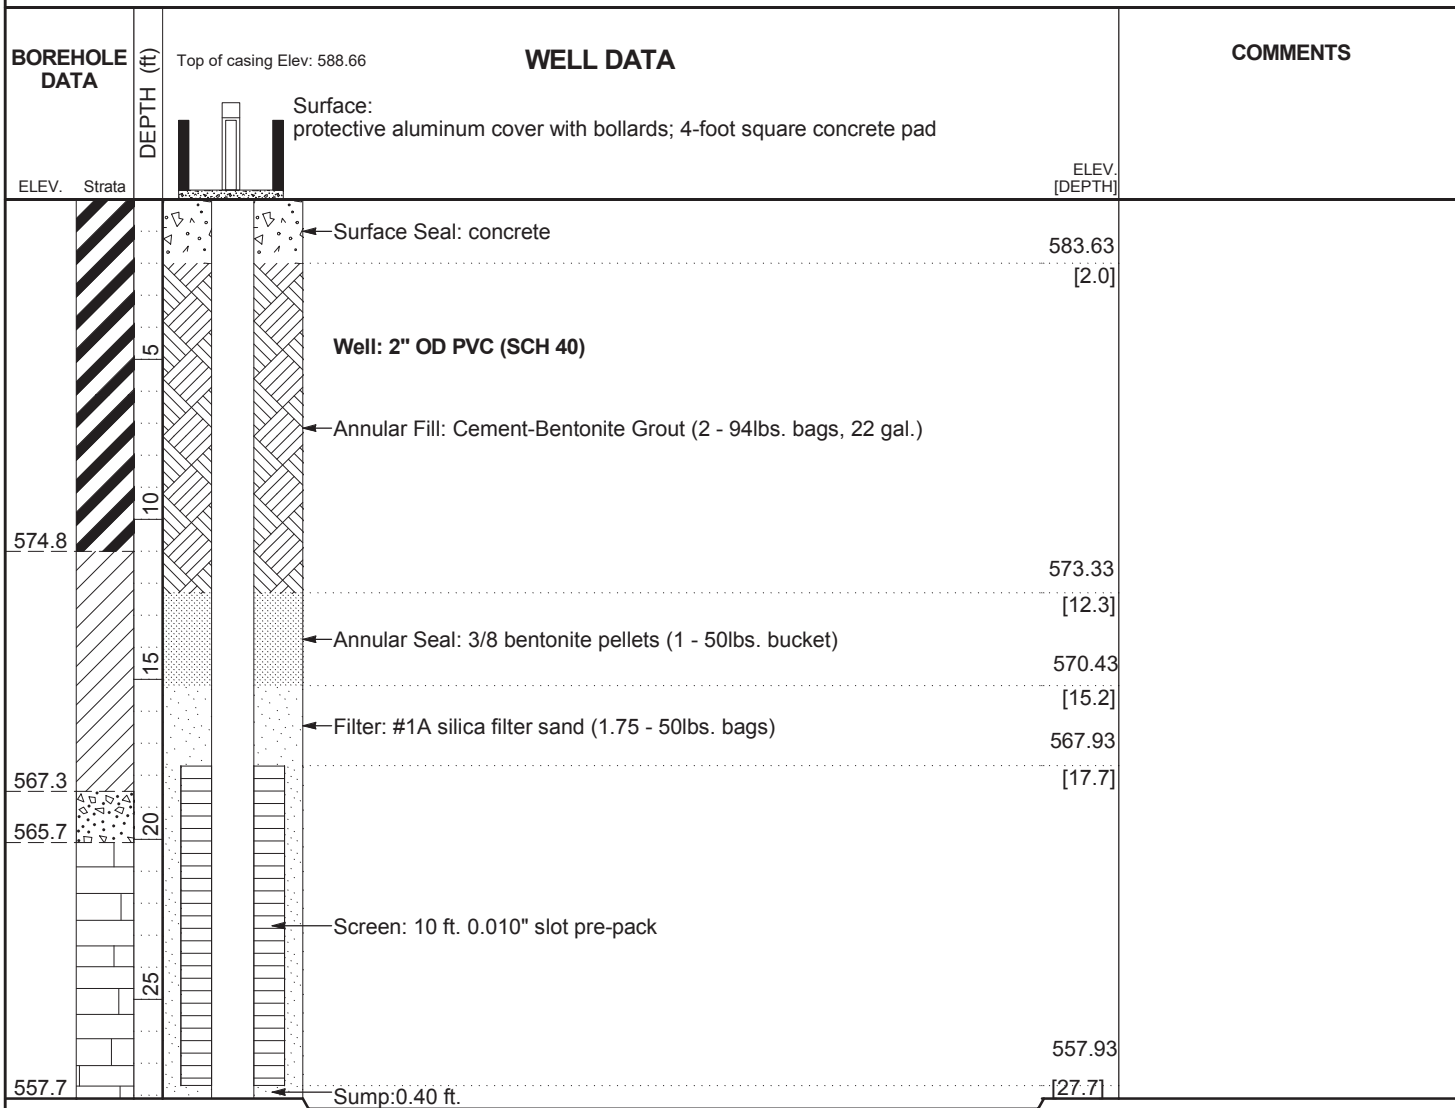 BOREHOLE
DATA
DEPTH (ft)
Top of casing Elev: 588.66
WELL DATA
COMMENTS
Surface:
protective aluminum cover with bollards; 4-foot square concrete pad
ELEV. Strata
ELEV.
[DEPTH]
Surface Seal: concrete
583.63
[2.0]
5
Well: 2" OD PVC (SCH 40)
Annular Fill: Cement-Bentonite Grout (2 - 94lbs. bags, 22 gal.)
10
574.8
573.33
[12.3]
Annular Seal: 3/8 bentonite pellets (1 - 50lbs. bucket)
15
570.43
[15.2]
Filter: #1A silica filter sand (1.75 - 50lbs. bags)
567.93
[17.7]
567.3
20
565.7
Screen: 10 ft. 0.010" slot pre-pack
25
557.93
[27.7]
557.7
Sump:0.40 ft.